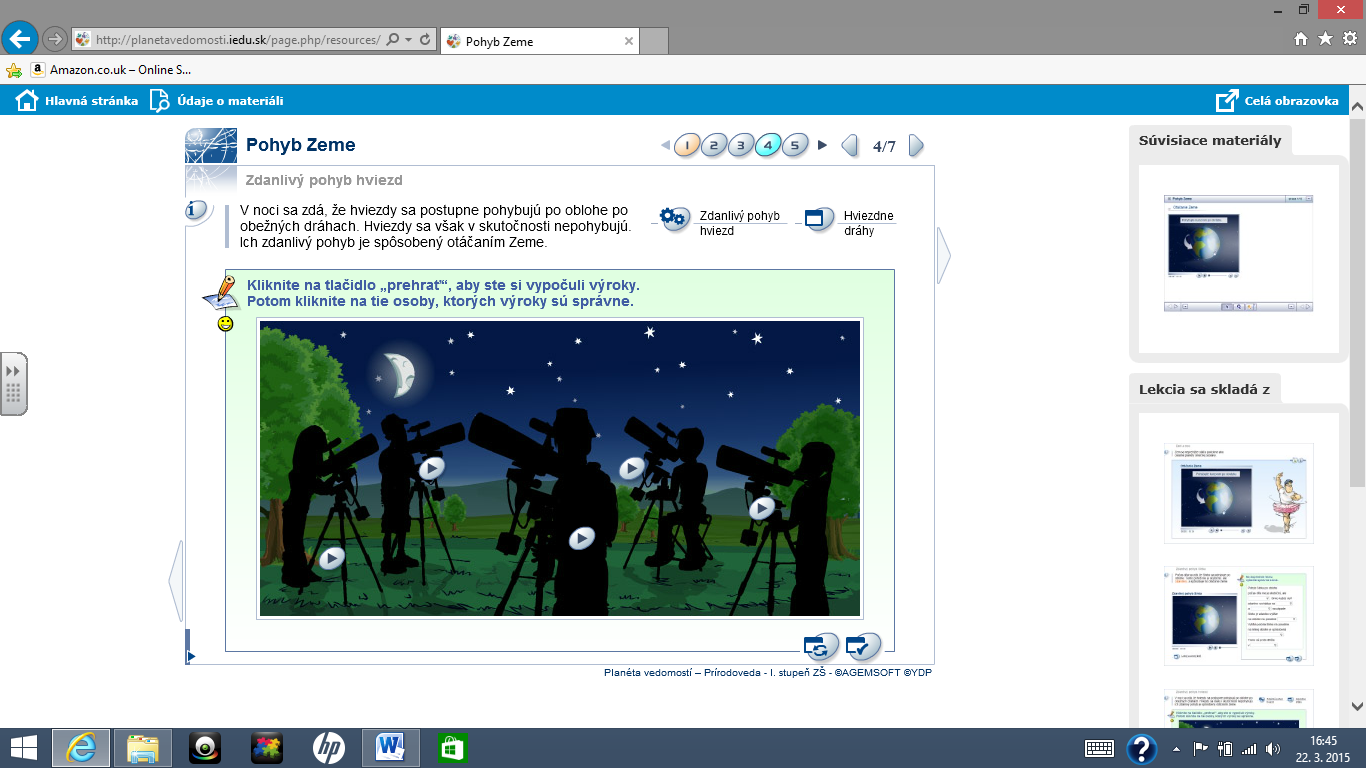 http://planetavedomosti.iedu.sk/page.php/resources/
Pohyb Zeme
Amazon.co.uk – Online S...
Hlavná stránka
Údaje o materiáli
Celá obrazovka
Pohyb Zeme
1 2 3 4 5
4/7
Zdanlivý pohyb hviezd
V noci sa zdá, že hviezdy sa postupne pohybujú po oblohe po
obežných dráhach. Hviezdy sa však v skutočnosti nepohybujú.
Ich zdanlivý pohyb je spôsobený otáčaním Zeme.
Zdanlivý pohyb
hviezd
Hviezdne
dráhy
Kliknite na tlačidlo „prehrať“, aby ste si vypočuli výroky.
Potom kliknite na tie osoby, ktorých výroky sú správne.
Planéta vedomostí – Prírodoveda - I. stupeň ZŠ - ©AGEMSOFT ©YDP
Súvisiace materiály
Pohyb Zeme
Lekcia sa skladá z
16:45
22. 3. 2015